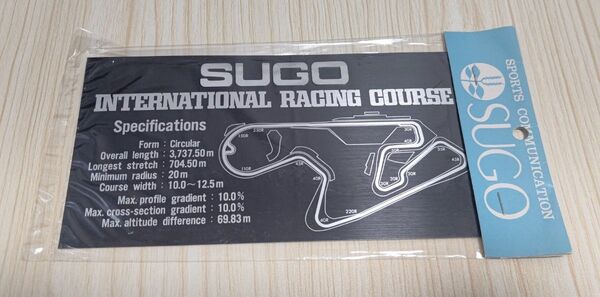 SUGO
INTERNATIONAL RACING COURSE
Specifications
Form : Circular
Overall length : 3,737.50m
Longest stretch : 704.50m
Minimum radius : 20m
Course width : 10.0～12.5m
Max. profile gradient : 10.0%
Max. cross-section gradient : 10.0%
Max. altitude difference : 69.83m
SPORTS COMMUNICATION
SUGO